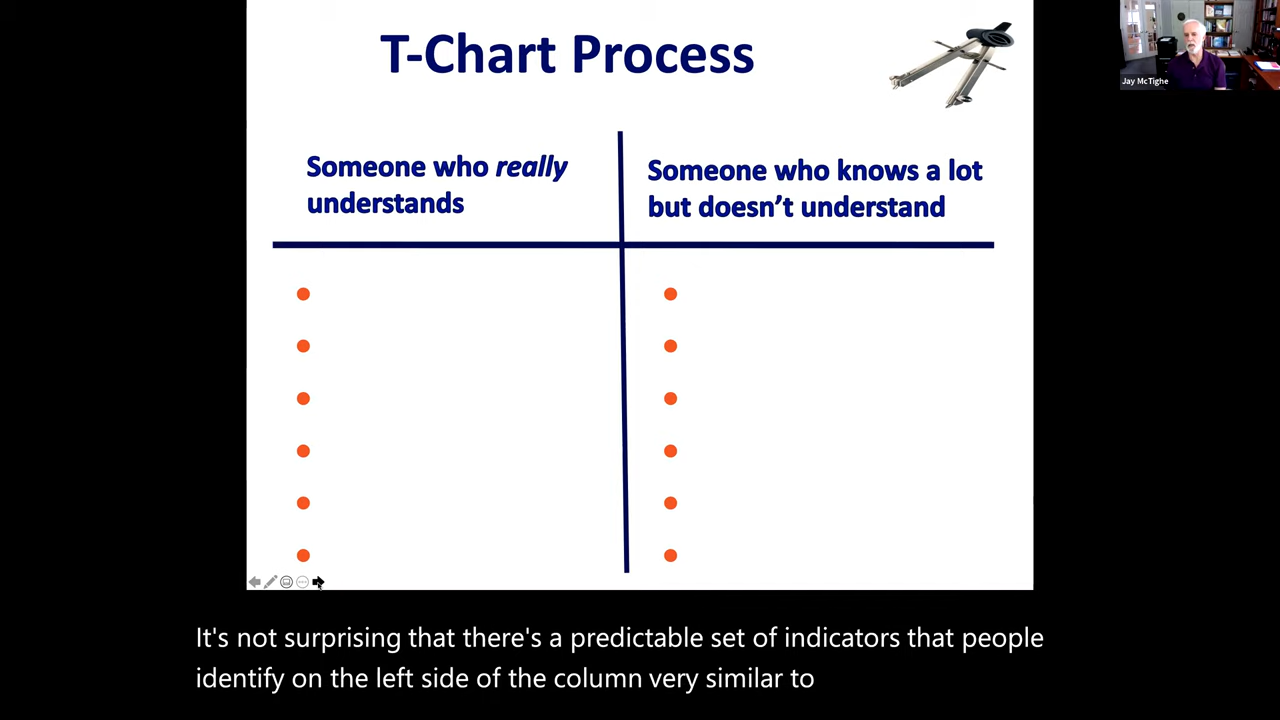 T-Chart Process
Jay McTighe
Someone who really
understands
Someone who knows a lot
but doesn’t understand
It's not surprising that there's a predictable set of indicators that people
identify on the left side of the column very similar to